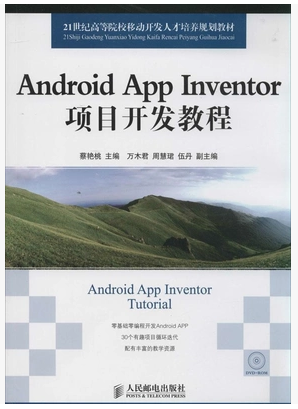 21世纪高等院校移动开发人才培养规划教材
21Shiji Gaodeng Yuanxiao Yidong Kaifa Rencai Peiyang Guihua Jiaocai
Android App Inventor
项目开发教程
蔡艳桃 主编 万木君 周慧珺 伍丹 副主编
Android App Inventor
Tutorial
零基础零编程开发Android APP
30个有趣项目循环迭代
配有丰富的教学资源
DVD-ROM
人民邮电出版社
POSTS & TELECOM PRESS